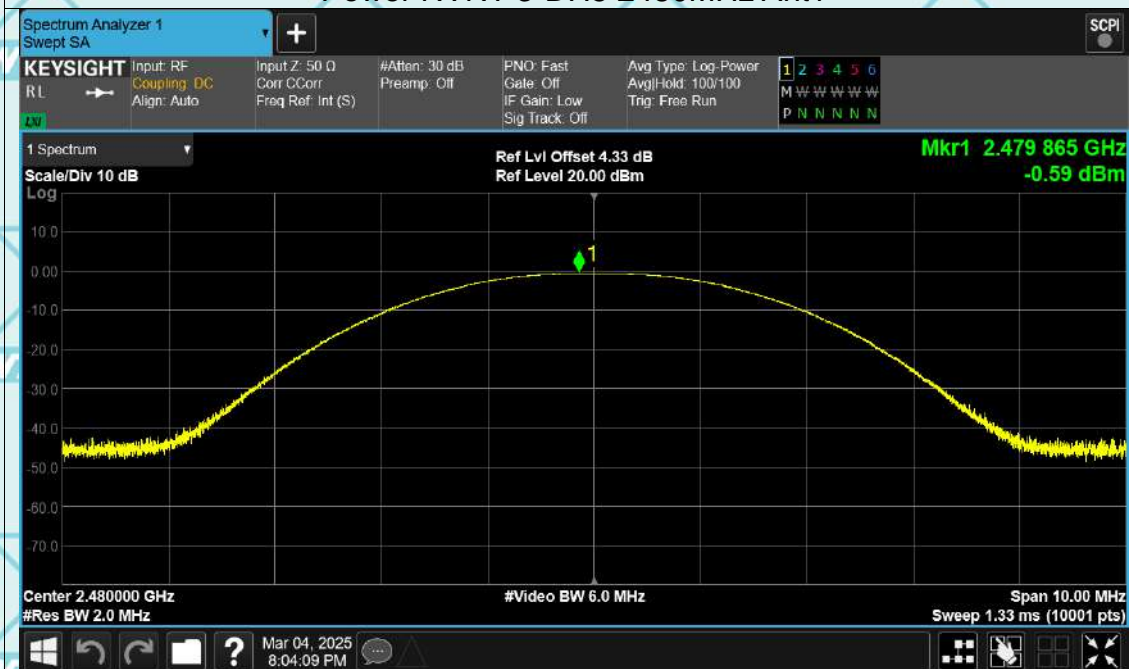 Spectrum Analyzer 1
Swept SA
+
SCPI
KEYSIGHT
RL
LXI
Input: RF
Coupling: DC
Align: Auto
Input Z: 50 Ω
Corr CCorr
Freq Ref: Int (S)
#Atten: 30 dB
Preamp: Off
PNO: Fast
Gate: Off
IF Gain: Low
Sig Track: Off
Avg Type: Log-Power
Avg|Hold: 100/100
Trig: Free Run
1 2 3 4 5 6
M W W W W W W
P N N N N N N
1 Spectrum
Scale/Div 10 dB
Log
Ref Lvl Offset 4.33 dB
Ref Level 20.00 dBm
Mkr1 2.479 865 GHz
-0.59 dBm
10.0
0.00
-10.0
-20.0
-30.0
-40.0
-50.0
-60.0
-70.0
1
Center 2.480000 GHz
#Res BW 2.0 MHz
#Video BW 6.0 MHz
Span 10.00 MHz
Sweep 1.33 ms (10001 pts)
?
Mar 04, 2025
8:04:09 PM